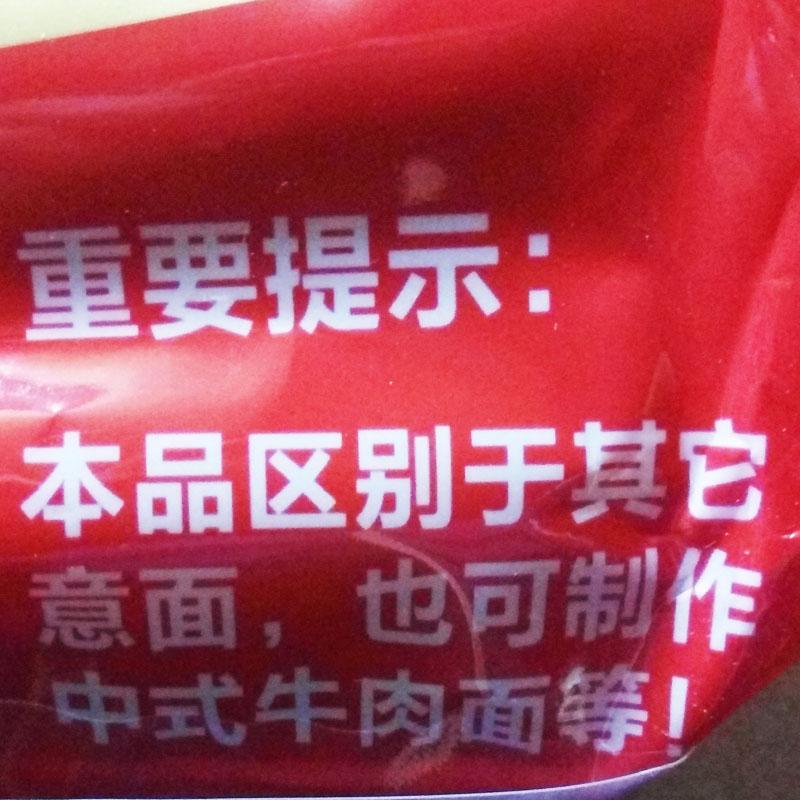 重要提示：
本品区别于其它
意面，也可制作
中式牛肉面等！